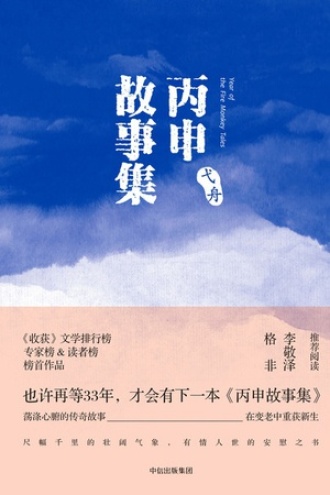 丙申
故事集
Year of
the Fire Monkey Tales
弋舟
《收获》文学排行榜
专家榜 & 读者榜
榜首作品
推荐阅读
李敬泽
格非
也许再等33年，才会有下一本《丙申故事集》
荡涤心腑的传奇故事 在变老中重获新生
尺幅千里的壮阔气象、有情人世的安慰之书
中信出版集团